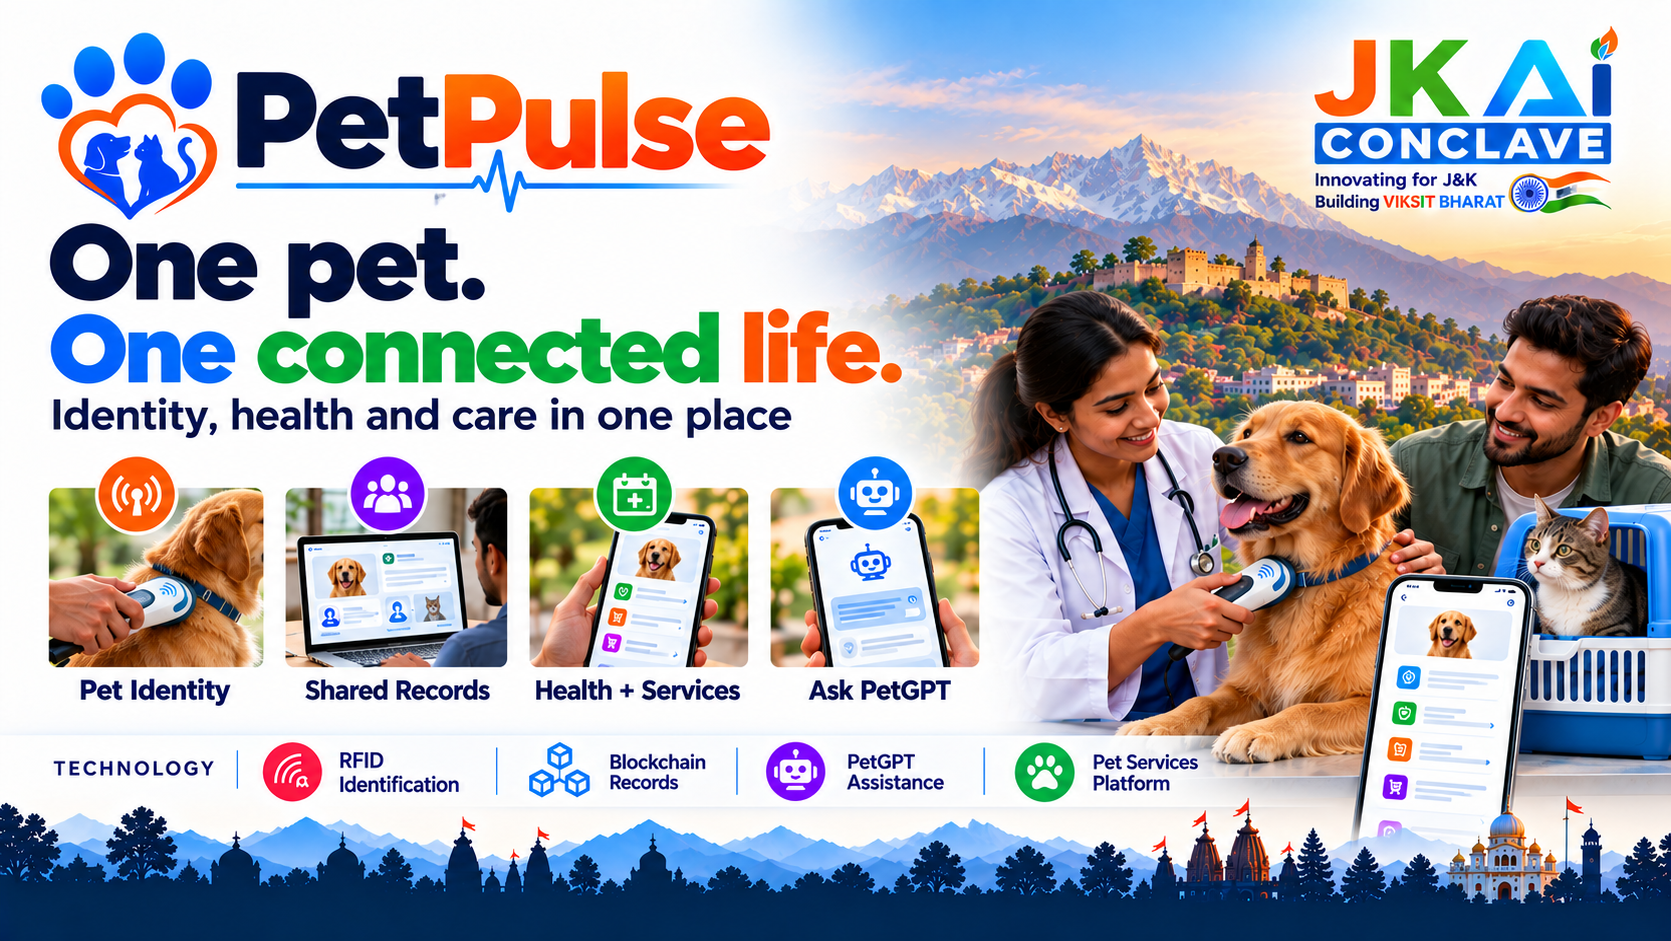 PetPulse
JK Ai
CONCLAVE
Innovating for J&K
Building VIKSIT BHARAT
One pet.
One connected life.
Identity, health and care in one place
Pet Identity
Shared Records
Health + Services
Ask PetGPT
TECHNOLOGY
RFID
Identification
Blockchain
Records
PetGPT
Assistance
Pet Services
Platform